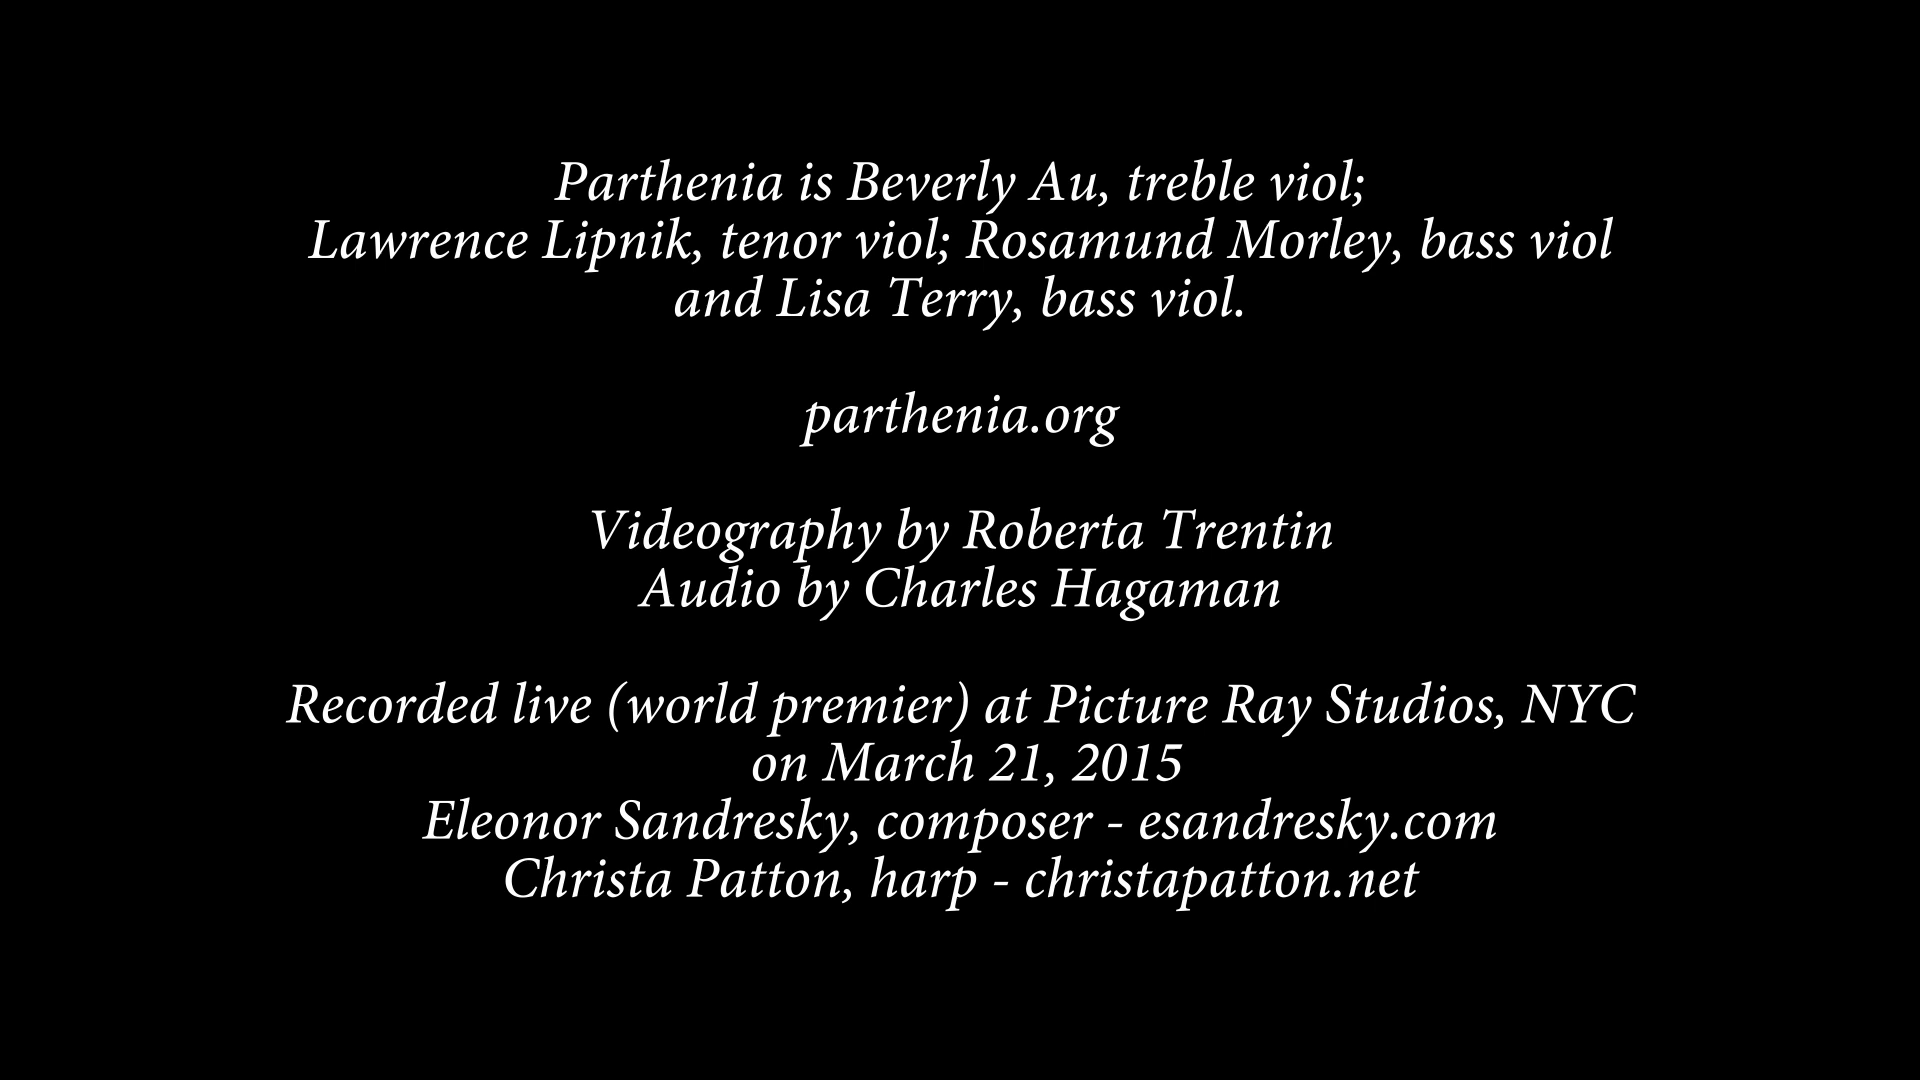 Parthenia is Beverly Au, treble viol;
Lawrence Lipnik, tenor viol; Rosamund Morley, bass viol
and Lisa Terry, bass viol.
parthenia.org
Videography by Roberta Trentin
Audio by Charles Hagaman
Recorded live (world premier) at Picture Ray Studios, NYC
on March 21, 2015
Eleonor Sandresky, composer - esandresky.com
Christa Patton, harp - christapatton.net